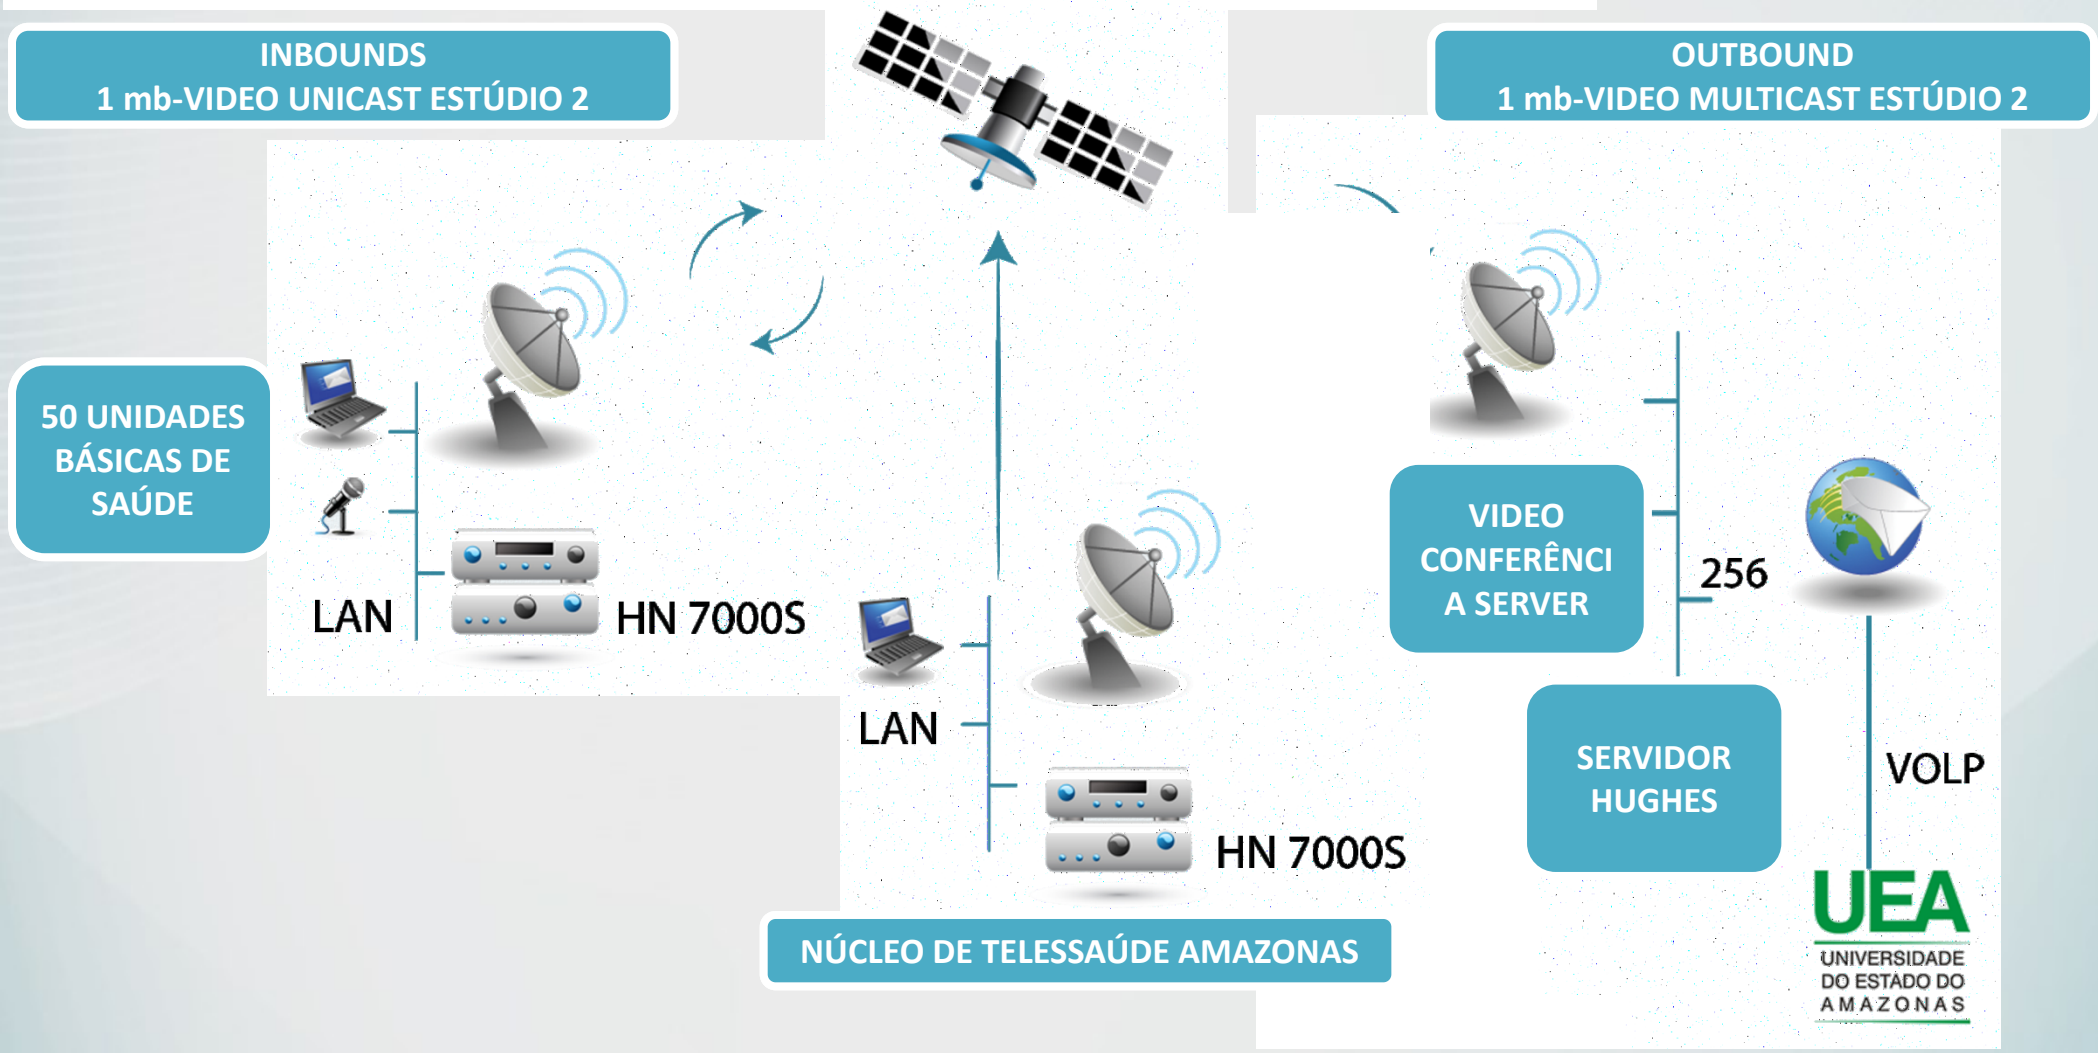 INBOUNDS
1 mb-VIDEO UNICAST ESTÚDIO 2
OUTBOUND
1 mb-VIDEO MULTICAST ESTÚDIO 2
50 UNIDADES
BÁSICAS DE
SAÚDE
LAN
HN 7000S
LAN
HN 7000S
NÚCLEO DE TELESSAÚDE AMAZONAS
VIDEO
CONFERÊNCI
A SERVER
256
SERVIDOR
HUGHES
VOLP
UEA
UNIVERSIDADE
DO ESTADO DO
AMAZONAS